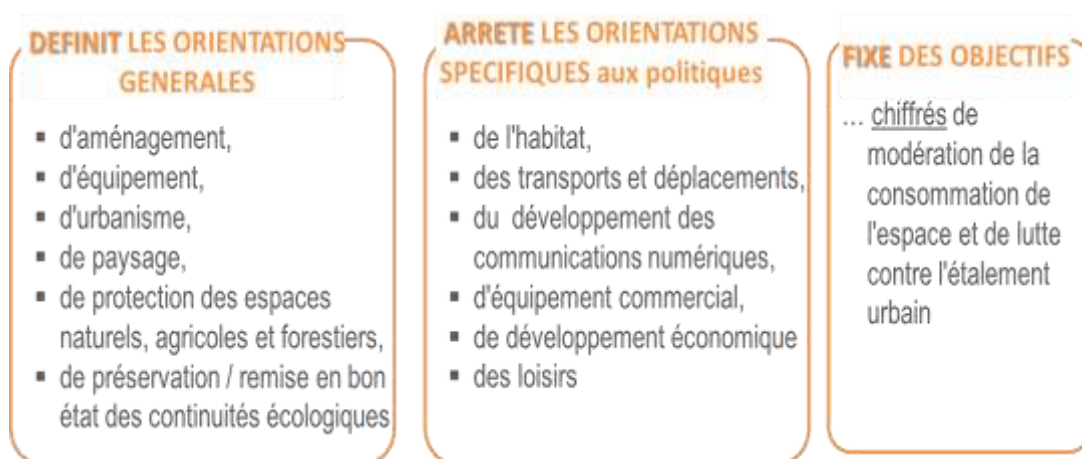 DEFINIT LES ORIENTATIONS
GENERALES
▪ d'aménagement,
▪ d'équipement,
▪ d'urbanisme,
▪ de paysage,
▪ de protection des espaces
naturels, agricoles et forestiers,
▪ de préservation / remise en bon
état des continuités écologiques
ARRETE LES ORIENTATIONS
SPECIFIQUES aux politiques
▪ de l'habitat,
▪ des transports et déplacements,
▪ du développement des
communications numériques,
▪ d'équipement commercial,
▪ de développement économique
▪ des loisirs
FIXE DES OBJECTIFS
... chiffrés de
modération de la
consommation de
l'espace et de lutte
contre l'étalement
urbain